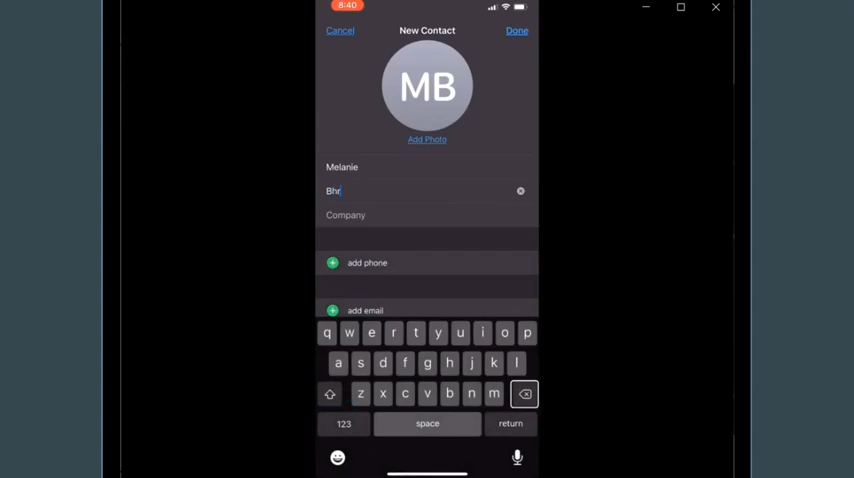 8:40
Cancel New Contact Done
MB
Add Photo
Melanie
Bhr
Company
add phone
add email
q w e r t y u i o p
a s d f g h j k l
z x c v b n m
123 space return